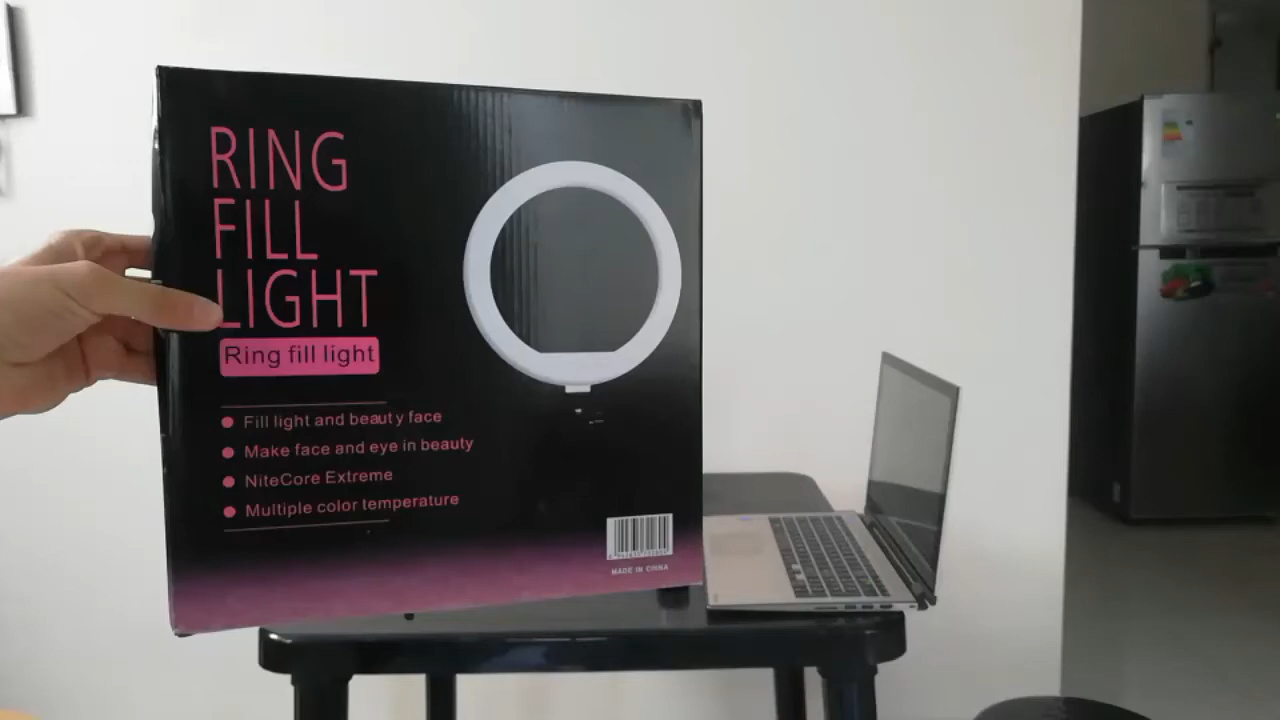 RING
FILL
LIGHT
Ring fill light
Fill light and beauty face
Make face and eye in beauty
NiteCore Extreme
Multiple color temperature
MADE IN CHINA